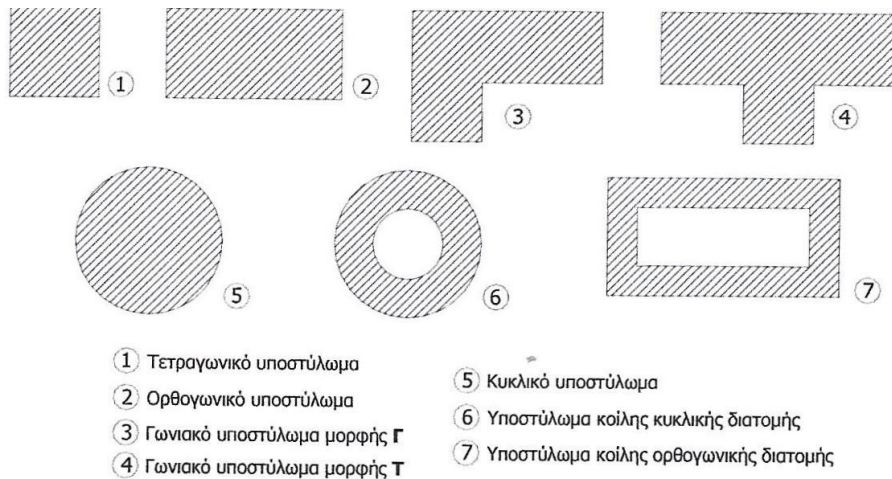 ① ② ③ ④
⑤ ⑥ ⑦
① Τετραγωνικό υποστύλωμα
② Ορθογωνικό υποστύλωμα
③ Γωνιακό υποστύλωμα μορφής Γ
④ Γωνιακό υποστύλωμα μορφής Τ
⑤ Κυκλικό υποστύλωμα
⑥ Υποστύλωμα κοίλης κυκλικής διατομής
⑦ Υποστύλωμα κοίλης ορθογωνικής διατομής